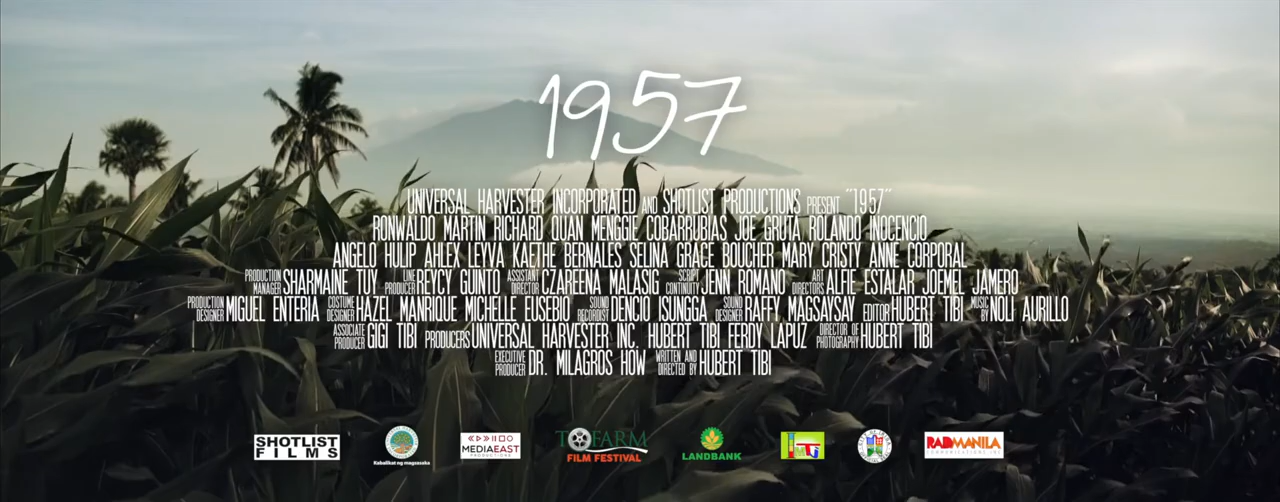 1957
UNIVERSAL HARVESTER INCORPORATED AND SHOTLIST PRODUCTIONS PRESENT "1957"
RONWALDO MARTIN RICHARD QUAN MENGGIE COBARRUBIAS JOE GRUTA ROLANDO INOCENCIO
ANGELO HULIP AHLEX LEYVA KAETHE BERNALES SELINA GRACE BOUCHER MARY CRISTY ANNE CORPORAL
PRODUCTION MANAGER SHARMAINE TUY LINE PRODUCER REYCY GUINTO ASSISTANT DIRECTOR CZAREENA MALASIG SCRIPT CONTINUITY JENN ROMANO ART DIRECTORS ALFIE ESTALAR JOEMEL JAMERO
PRODUCTION DESIGNER MIGUEL ENTERIA COSTUME DESIGNER HAZEL MANRIQUE MICHELLE EUSEBIO SOUND RECORDIST DENCIO ISUNGGA SOUND DESIGNER RAFFY MAGSAYSAY EDITOR HUBERT TIBI MUSIC BY NOLI AURILLO
ASSOCIATE PRODUCER GIGI TIBI PRODUCERS UNIVERSAL HARVESTER INC. HUBERT TIBI FERDY LAPUZ DIRECTOR OF PHOTOGRAPHY HUBERT TIBI
EXECUTIVE PRODUCER DR. MILAGROS HOW WRITTEN AND DIRECTED BY HUBERT TIBI
SHOTLIST FILMS
Kabalikat ng magsasaka
MEDIAEAST PRODUCTIONS
TOFARM FILM FESTIVAL
LANDBANK
RADMANILA COMMUNICATIONS INC